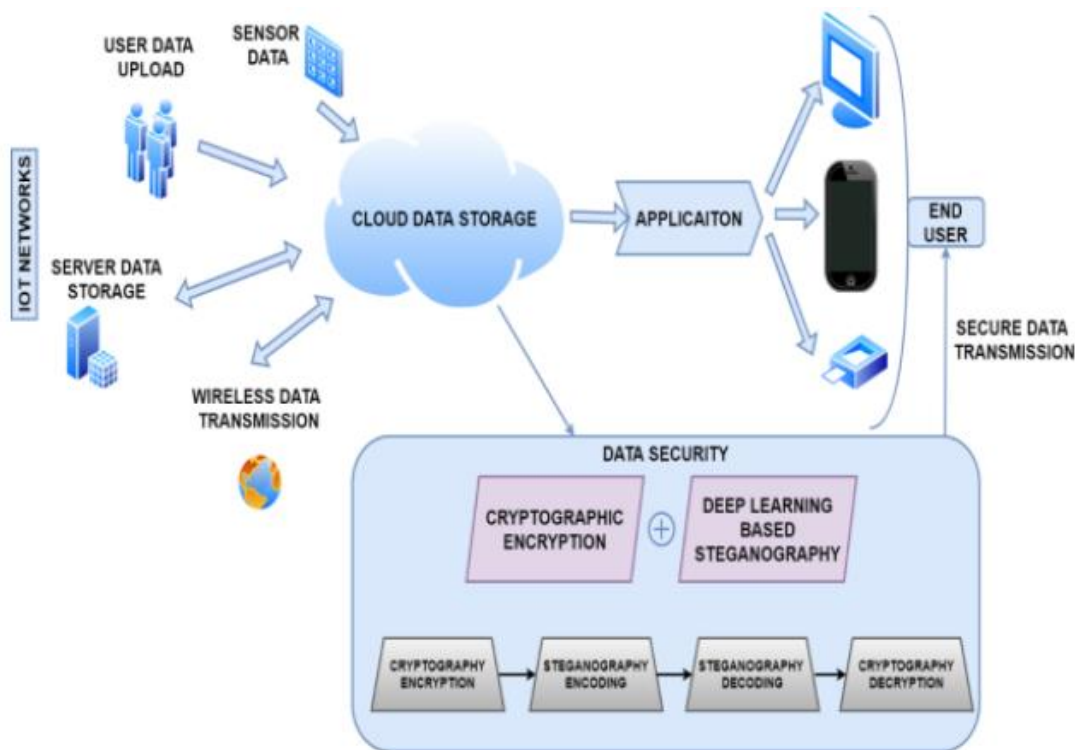 USER DATA
UPLOAD
SENSOR
DATA
IOT NETWORKS
CLOUD DATA STORAGE
APPLICAITON
END
USER
SERVER DATA
STORAGE
SECURE DATA
TRANSMISSION
WIRELESS DATA
TRANSMISSION
DATA SECURITY
CRYPTOGRAPHIC
ENCRYPTION
DEEP LEARNING
BASED
STEGANOGRAPHY
CRYPTOGRAPHY
ENCRYPTION
STEGANOGRAPHY
ENCODING
STEGANOGRAPHY
DECODING
CRYPTOGRAPHY
DECRYPTION